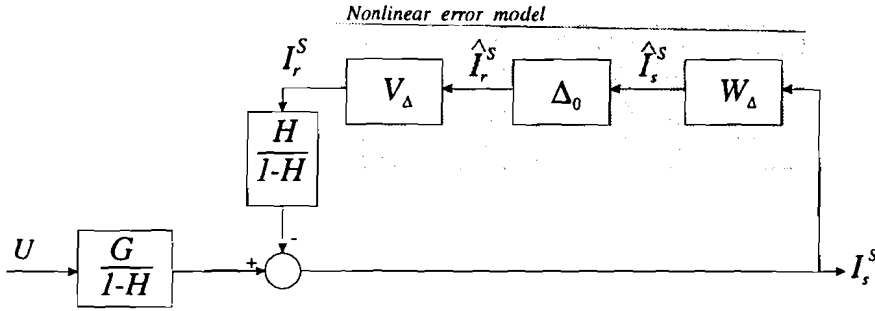 Nonlinear error model
I_r^S
Î_r^S
Î_s^S
V_Δ
Δ_0
W_Δ
H
1-H
-
U
G
1-H
+
I_s^S